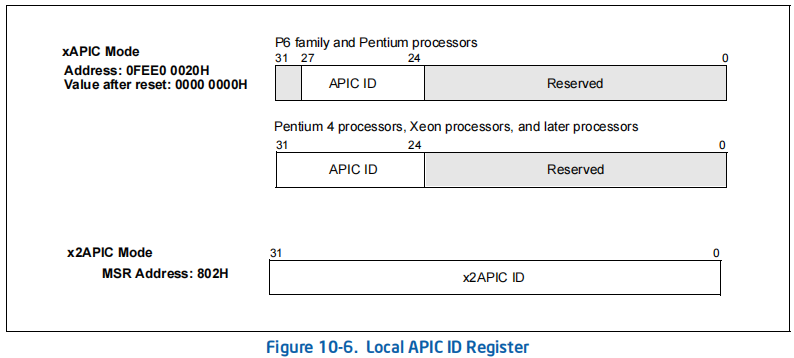 P6 family and Pentium processors
xAPIC Mode
31 27 24 0
Address: 0FEE0 0020H
Value after reset: 0000 0000H
APIC ID Reserved
Pentium 4 processors, Xeon processors, and later processors
31 24 0
APIC ID Reserved
x2APIC Mode
31 0
MSR Address: 802H
x2APIC ID
Figure 10-6. Local APIC ID Register